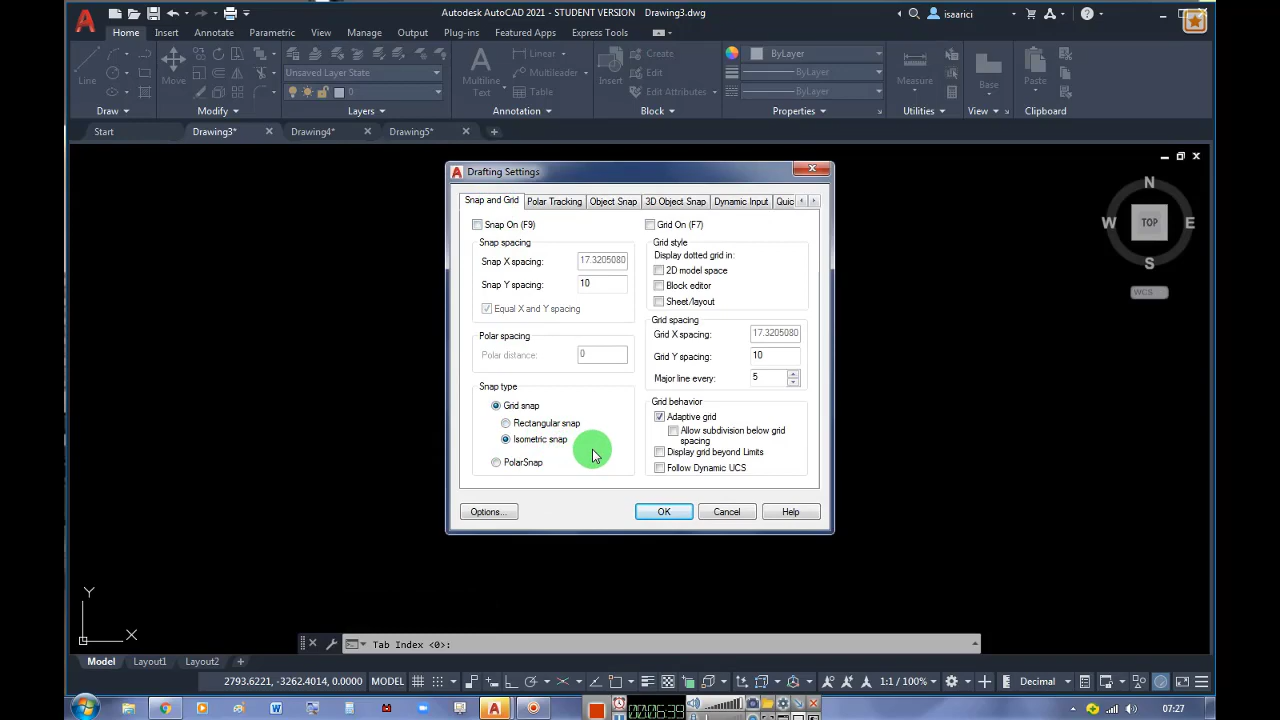 Autodesk AutoCAD 2021 - STUDENT VERSION Drawing3.dwg
isaarici
Home Insert Annotate Parametric View Manage Output Plug-ins Featured Apps Express Tools
Line Move Unsaved Layer State Multiline Text Linear Multileader Table Insert Create Edit Edit Attributes ByLayer ByLayer ByLayer Measure Base Paste
0
Draw Modify Layers Annotation Block Properties Utilities View Clipboard
Start Drawing3* Drawing4* Drawing5*
N
W TOP E
S
WCS
Drafting Settings
Snap and Grid Polar Tracking Object Snap 3D Object Snap Dynamic Input Quic
Snap On (F9)
Snap spacing
Snap X spacing: 17.3205080
Snap Y spacing: 10
Equal X and Y spacing
Polar spacing
Polar distance: 0
Snap type
Grid snap
Rectangular snap
Isometric snap
PolarSnap
Grid On (F7)
Grid style
Display dotted grid in:
2D model space
Block editor
Sheet/layout
Grid spacing
Grid X spacing: 17.3205080
Grid Y spacing: 10
Major line every: 5
Grid behavior
Adaptive grid
Allow subdivision below grid
spacing
Display grid beyond Limits
Follow Dynamic UCS
Options... OK Cancel Help
Y
X
Tab Index <0>:
Model Layout1 Layout2
2793.6221, -3262.4014, 0.0000 MODEL 1:1 / 100% Decimal
00:06:39
07:27